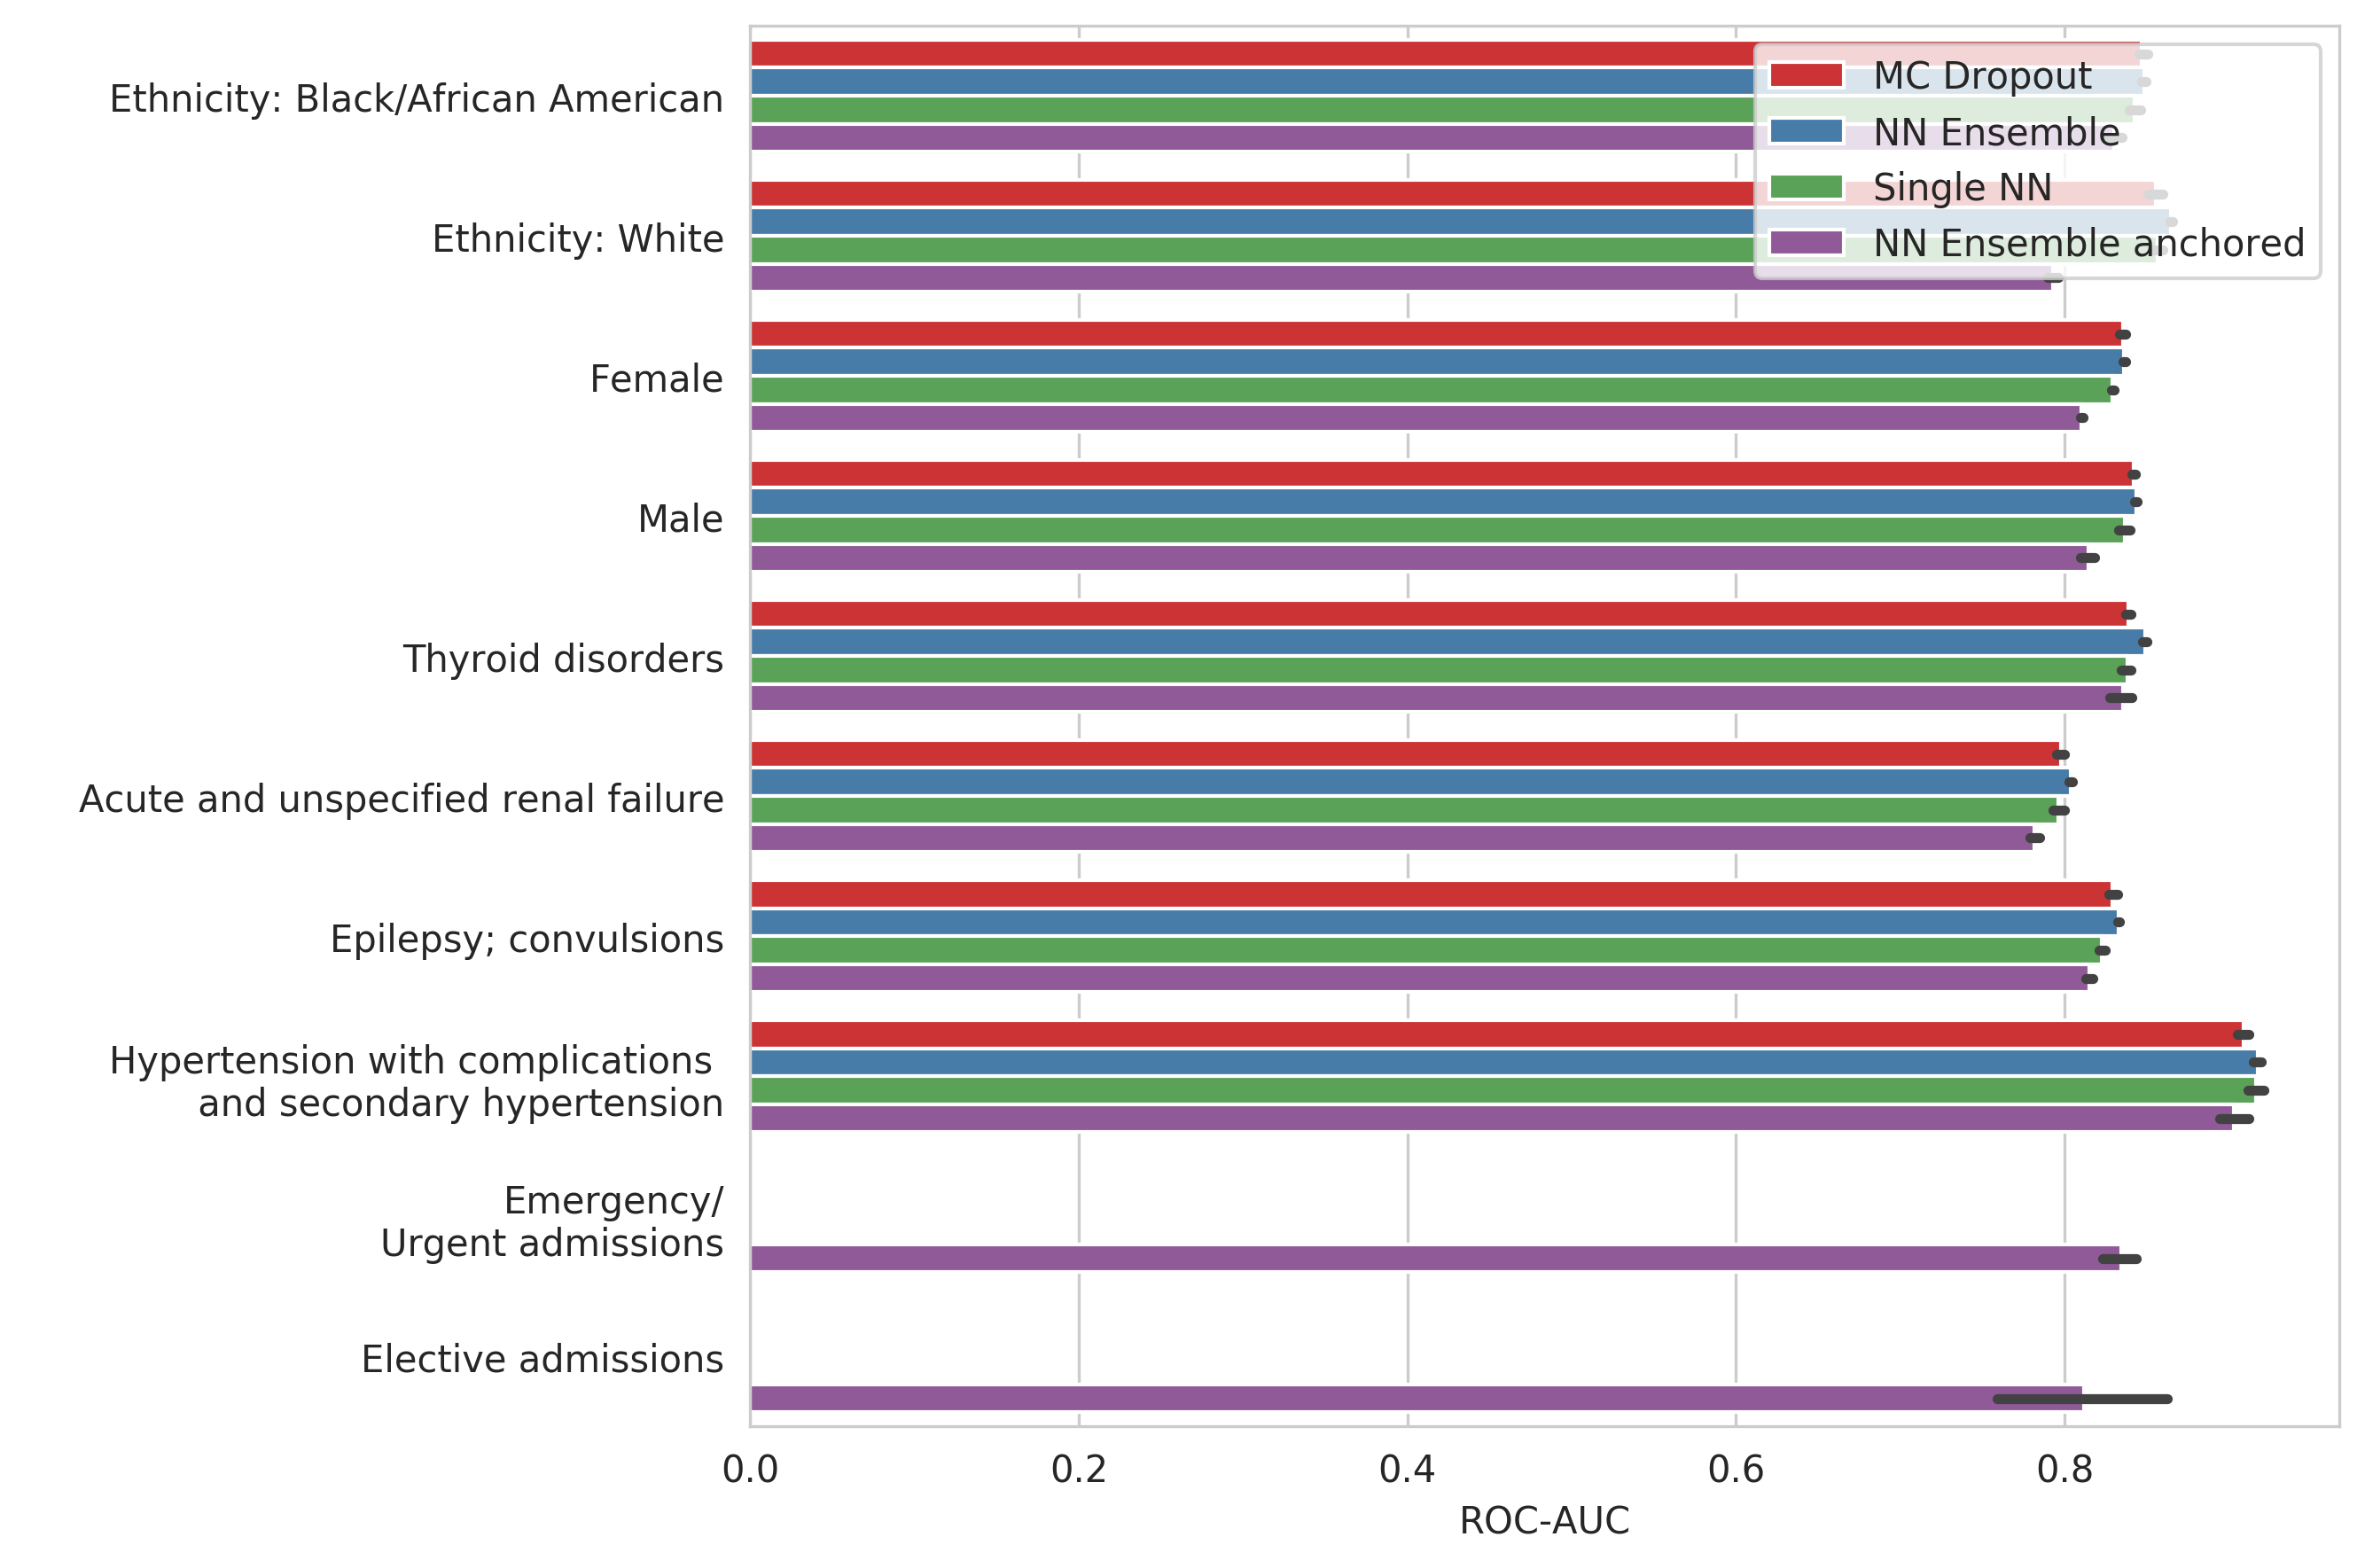 Ethnicity: Black/African American
Ethnicity: White
Female
Male
Thyroid disorders
Acute and unspecified renal failure
Epilepsy; convulsions
Hypertension with complications
and secondary hypertension
Emergency/
Urgent admissions
Elective admissions
MC Dropout
NN Ensemble
Single NN
NN Ensemble anchored
0.0 0.2 0.4 0.6 0.8
ROC-AUC